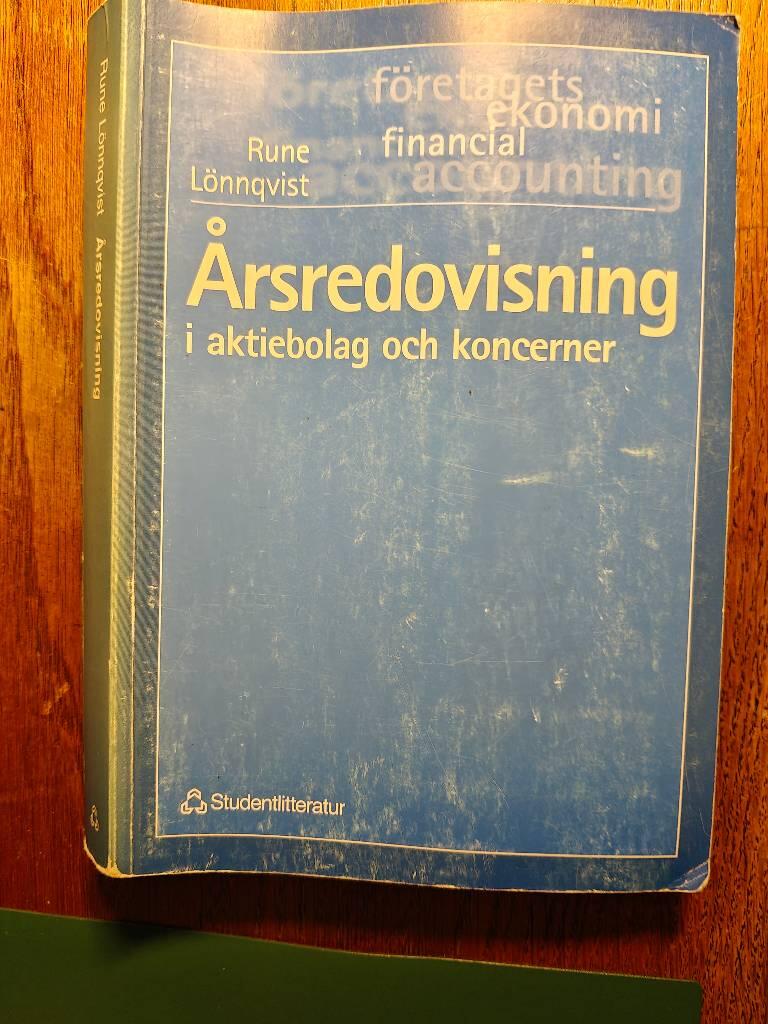 företagets
ekonomi
financial
accounting
Rune
Lönnqvist
Årsredovisning
i aktiebolag och koncerner
Studentlitteratur
Rune Lönnqvist Årsredovisning